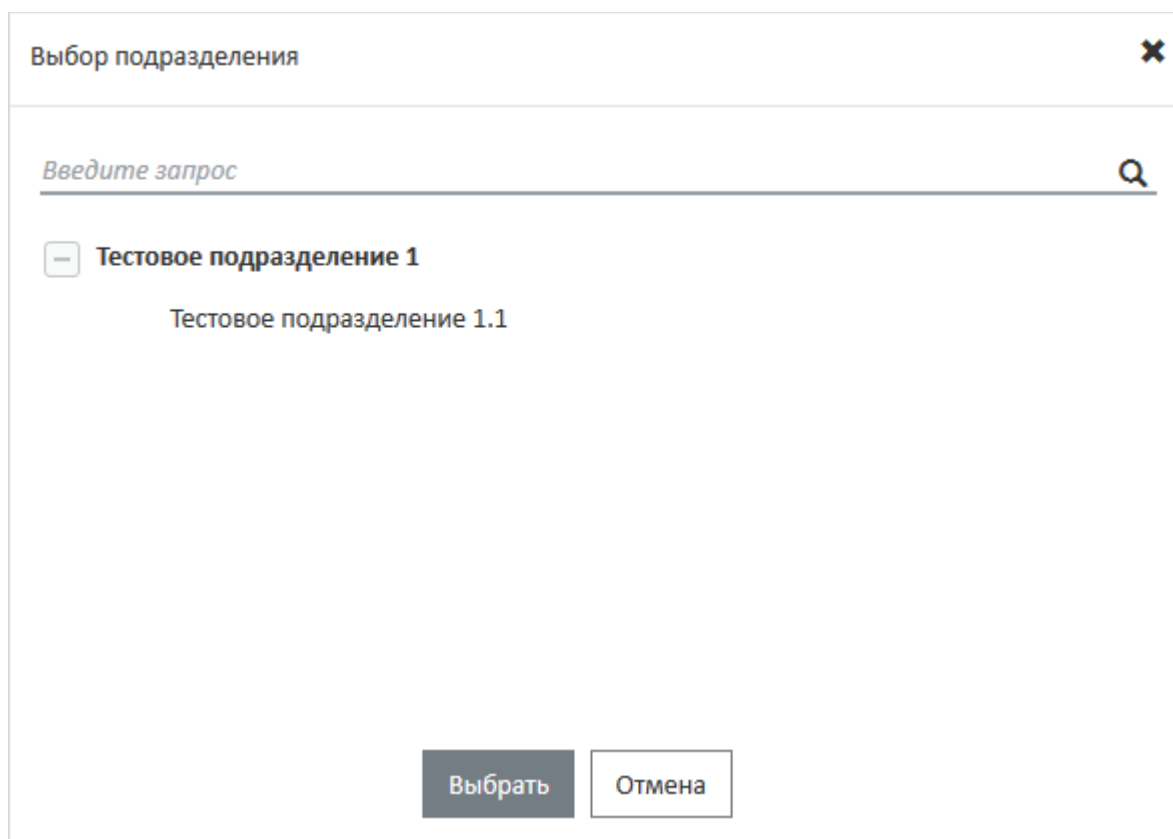 Выбор подразделения
Введите запрос
Тестовое подразделение 1
Тестовое подразделение 1.1
Выбрать
Отмена